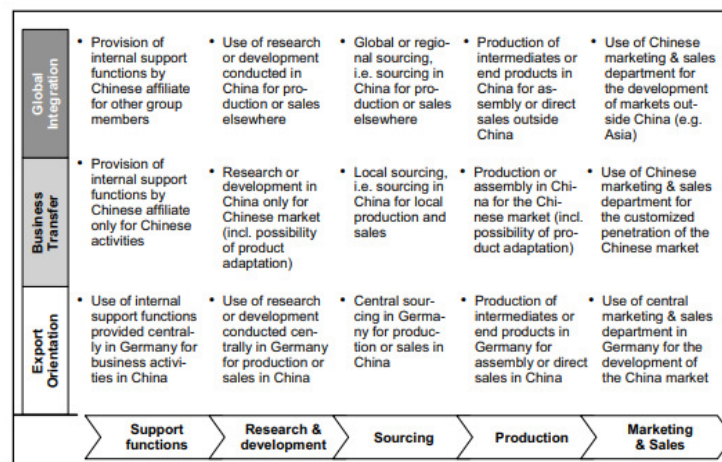 Global
Integration
• Provision of
internal support
functions by
Chinese affiliate
for other group
members
• Use of research
or development
conducted in
China for pro-
duction or sales
elsewhere
• Global or regio-
nal sourcing,
i.e. sourcing in
China for pro-
duction or sales
elsewhere
• Production of
intermediates or
end products in
China for as-
sembly or direct
sales outside
China
• Use of Chinese
marketing & sales
department for
the development
of markets out-
side China (e.g.
Asia)
Business
Transfer
• Provision of
internal support
functions by
Chinese affiliate
only for Chinese
activities
• Research or
development in
China only for
Chinese market
(incl. possibility
of product
adaptation)
• Local sourcing,
i.e. sourcing in
China for local
production and
sales
• Production or
assembly in Chi-
na for the Chi-
nese market (incl.
possibility of pro-
duct adaptation)
• Use of Chinese
marketing & sales
department for
the customized
penetration of the
Chinese market
Export
Orientation
• Use of internal
support functions
provided central-
ly in Germany for
business activi-
ties in China
• Use of research
or development
conducted cen-
trally in Germany
for production or
sales in China
• Central sour-
cing in Germa-
ny for produc-
tion or sales in
China
• Production of
intermediates or
end products in
Germany for
assembly or direct
sales in China
• Use of central
marketing & sales
department in
Germany for the
development of
the China market
Support
functions
Research &
development
Sourcing
Production
Marketing
& Sales